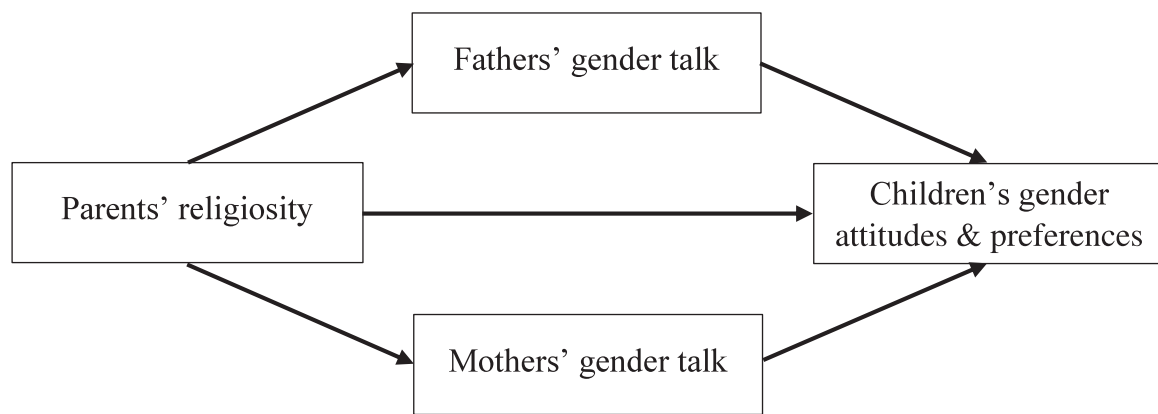 Fathers’ gender talk
Parents’ religiosity
Children’s gender
attitudes & preferences
Mothers’ gender talk